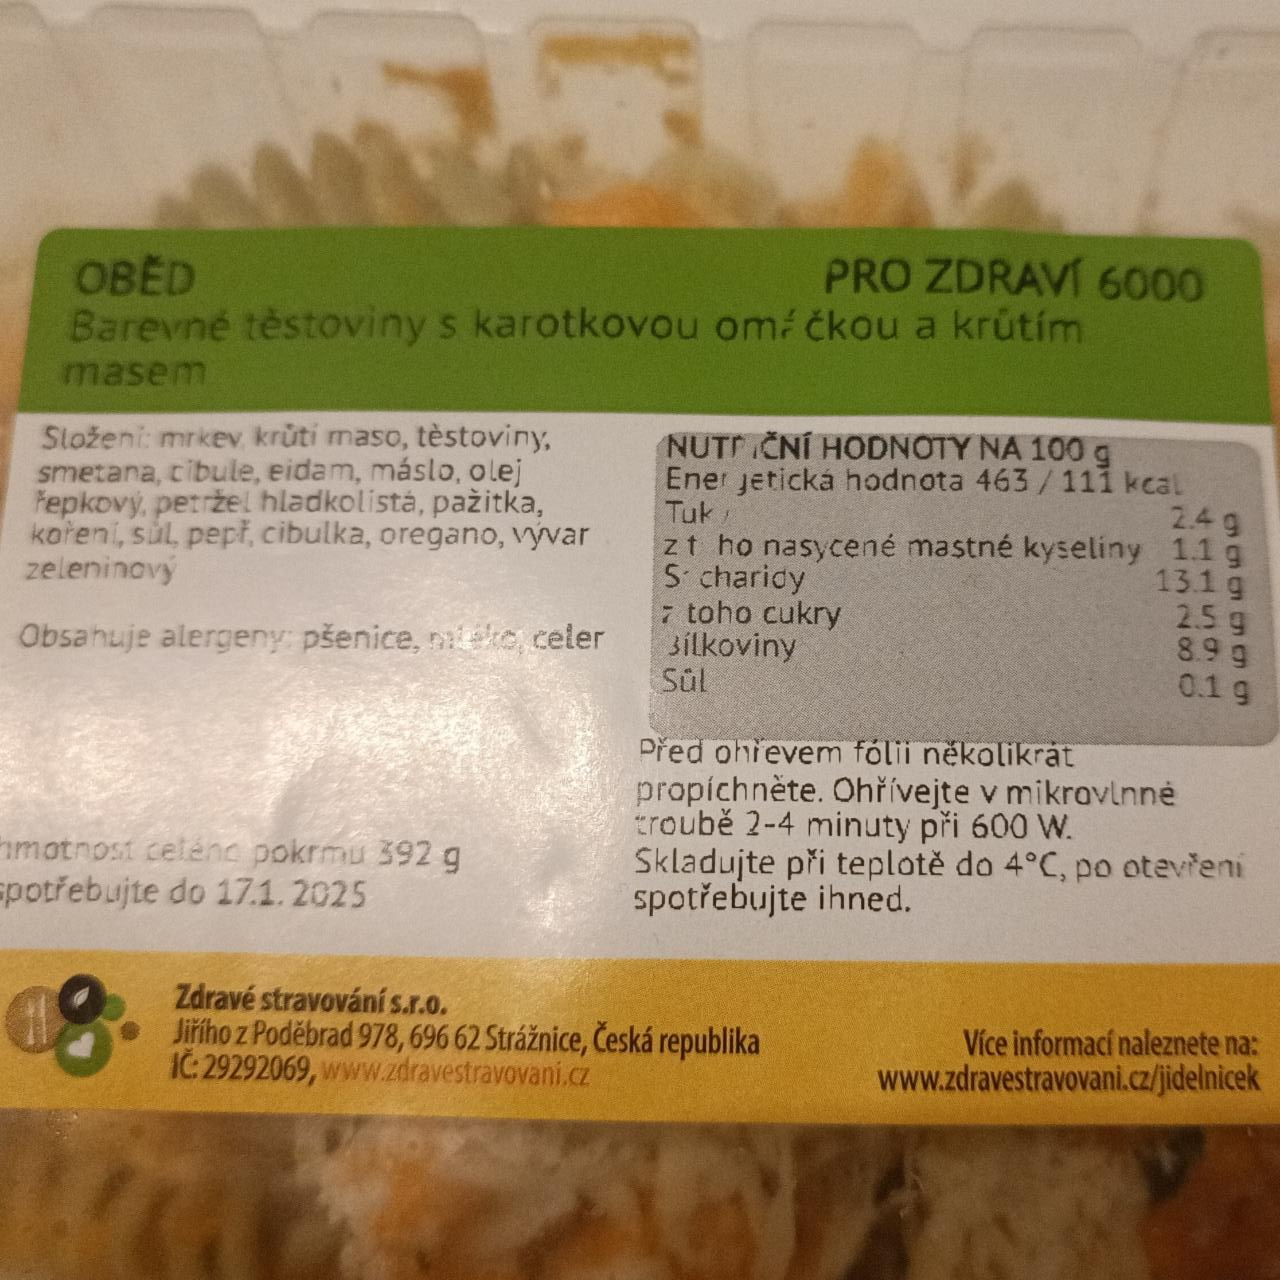 OBĚD PRO ZDRAVÍ 6000
Barevné těstoviny s karotkovou omáčkou a krůtím
masem
Složení: mrkev, krůtí maso, těstoviny,
smetana, cibule, eidam, máslo, olej
řepkový, petržel hladkolistá, pažitka,
koření, sůl, pepř, cibulka, oregano, vývar
zeleninový
Obsahuje alergeny: pšenice, mléko, celer
hmotnost celého pokrmu 392 g
spotřebujte do 17.1. 2025
NUTRIČNÍ HODNOTY NA 100 g
Energetická hodnota 463 / 111 kcal
Tuky 2.4 g
z toho nasycené mastné kyseliny 1.1 g
Sacharidy 13.1 g
z toho cukry 2.5 g
Bílkoviny 8.9 g
Sůl 0.1 g
Před ohřevem fólii několikrát
propíchněte. Ohřívejte v mikrovlnné
troubě 2-4 minuty při 600 W.
Skladujte při teplotě do 4°C, po otevření
spotřebujte ihned.
Zdravé stravování s.r.o.
Jiřího z Poděbrad 978, 696 62 Strážnice, Česká republika
IČ: 29292069, www.zdravestravovani.cz
Více informací naleznete na:
www.zdravestravovani.cz/jidelnicek